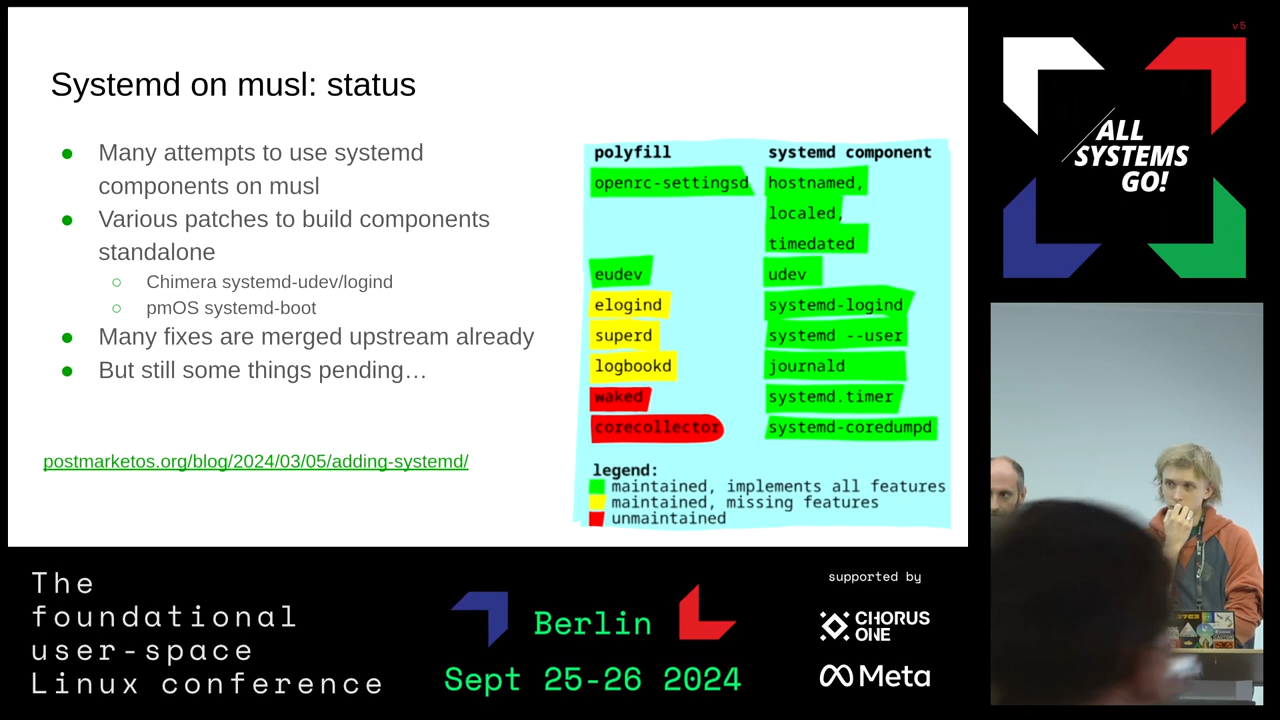 Systemd on musl: status
● Many attempts to use systemd
components on musl
● Various patches to build components
standalone
○ Chimera systemd-udev/logind
○ pmOS systemd-boot
● Many fixes are merged upstream already
● But still some things pending…
postmarketos.org/blog/2024/03/05/adding-systemd/
polyfill systemd component
openrc-settingsd hostnamed,
localed,
timedated
eudev udev
elogind systemd-logind
superd systemd --user
logbookd journald
waked systemd.timer
corecollector systemd-coredumpd
legend:
maintained, implements all features
maintained, missing features
unmaintained
v5
ALL
SYSTEMS
GO!
The
foundational
user-space
Linux conference
Berlin
Sept 25-26 2024
supported by
CHORUS
ONE
Meta